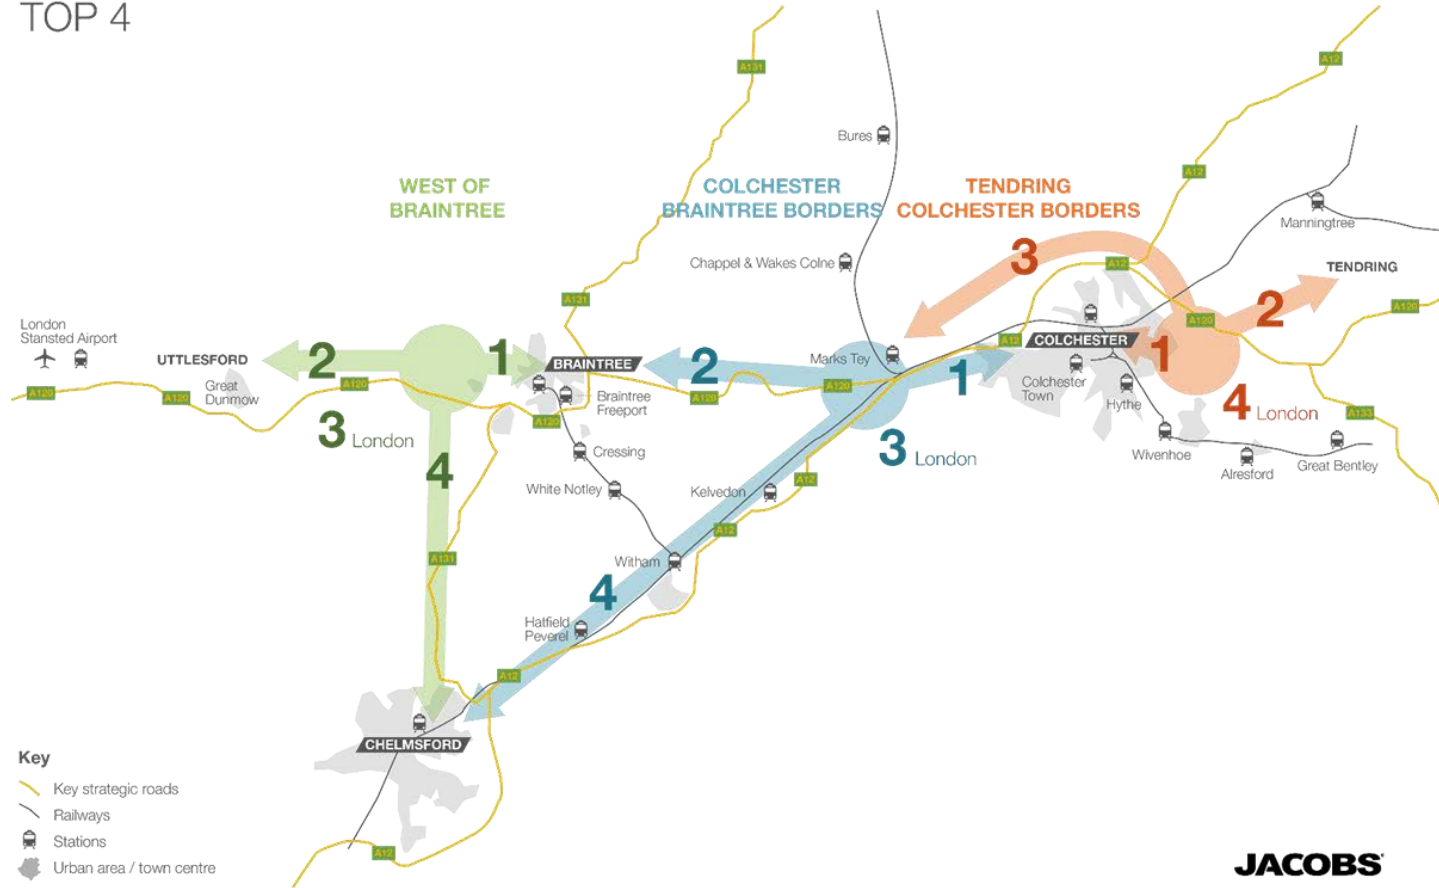 TOP 4
A131
A12
Bures
A12
WEST OF
BRAINTREE
COLCHESTER
BRAINTREE BORDERS
TENDRING
COLCHESTER BORDERS
Manningtree
3
Chappel & Wakes Colne
A12
TENDRING
A131
2
A120
A120
London
Stansted Airport
UTTLESFORD
2
1
BRAINTREE
2
Marks Tey
A12
COLCHESTER
1
1
Great
Dunmow
A120
A120
A120
Braintree
Freeport
A120
A120
Colchester
Town
Hythe
4 London
A133
3 London
A120
3 London
Wivenhoe
Alresford
Great Bentley
4
Cressing
White Notley
Kelvedon
A12
A12
A131
Witham
4
Hatfield
Peverel
A12
CHELMSFORD
A12
Key
Key strategic roads
Railways
Stations
Urban area / town centre
JACOBS